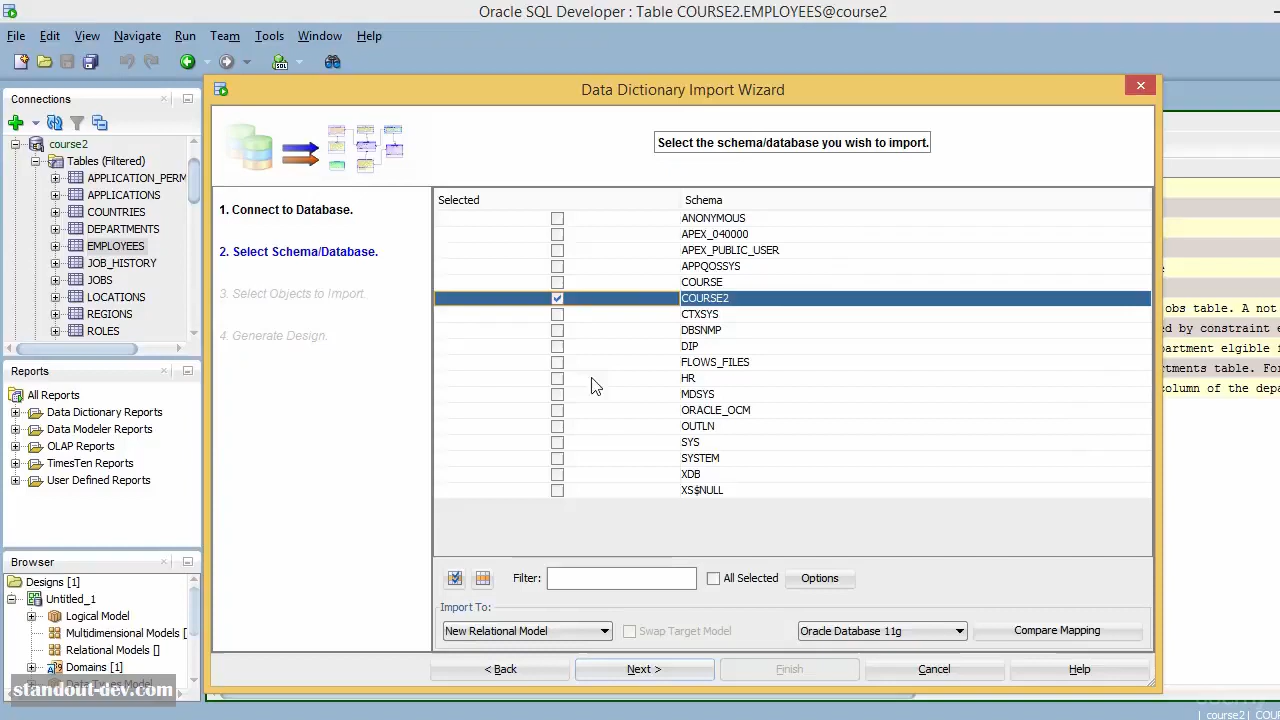 Oracle SQL Developer : Table COURSE2.EMPLOYEES@course2
File Edit View Navigate Run Team Tools Window Help
Connections
course2
Tables (Filtered)
APPLICATION_PERM
APPLICATIONS
COUNTRIES
DEPARTMENTS
EMPLOYEES
JOB_HISTORY
JOBS
LOCATIONS
REGIONS
ROLES
Reports
All Reports
Data Dictionary Reports
Data Modeler Reports
OLAP Reports
TimesTen Reports
User Defined Reports
Browser
Designs [1]
Untitled_1
Logical Model
Multidimensional Models [
Relational Models []
Domains [1]
standout-dev.com
Data Dictionary Import Wizard
Select the schema/database you wish to import.
1. Connect to Database.
2. Select Schema/Database.
3. Select Objects to Import.
4. Generate Design.
Selected Schema
ANONYMOUS
APEX_040000
APEX_PUBLIC_USER
APPQOSSYS
COURSE
COURSE2
CTXSYS
DBSNMP
DIP
FLOWS_FILES
HR
MDSYS
ORACLE_OCM
OUTLN
SYS
SYSTEM
XDB
XS$NULL
Filter: All Selected Options
Import To:
New Relational Model Swap Target Model Oracle Database 11g Compare Mapping
< Back Next > Finish Cancel Help
obs table. A not
ed by constraint e
partment elgible f
rtments table. For
column of the depa
| course2 | COU